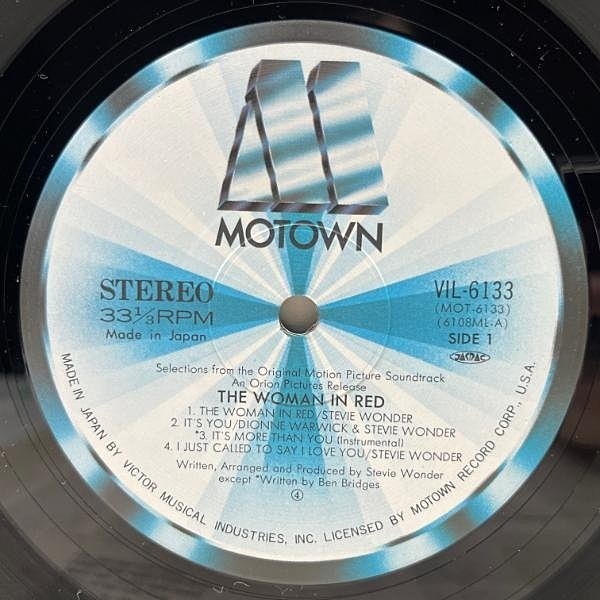 MOTOWN
STEREO
33 1/3 RPM
Made in Japan
VIL-6133
(MOT-6133)
(6108ML-A)
SIDE 1
JASRAC
Selections from the Original Motion Picture Soundtrack
An Orion Pictures Release
THE WOMAN IN RED
1. THE WOMAN IN RED/STEVIE WONDER
2. IT'S YOU/DIONNE WARWICK & STEVIE WONDER
*3. IT'S MORE THAN YOU (Instrumental)
4. I JUST CALLED TO SAY I LOVE YOU/STEVIE WONDER
Written, Arranged and Produced by Stevie Wonder
except *Written by Ben Bridges
④
MADE IN JAPAN BY VICTOR MUSICAL INDUSTRIES, INC. LICENSED BY MOTOWN RECORD CORP., U.S.A.